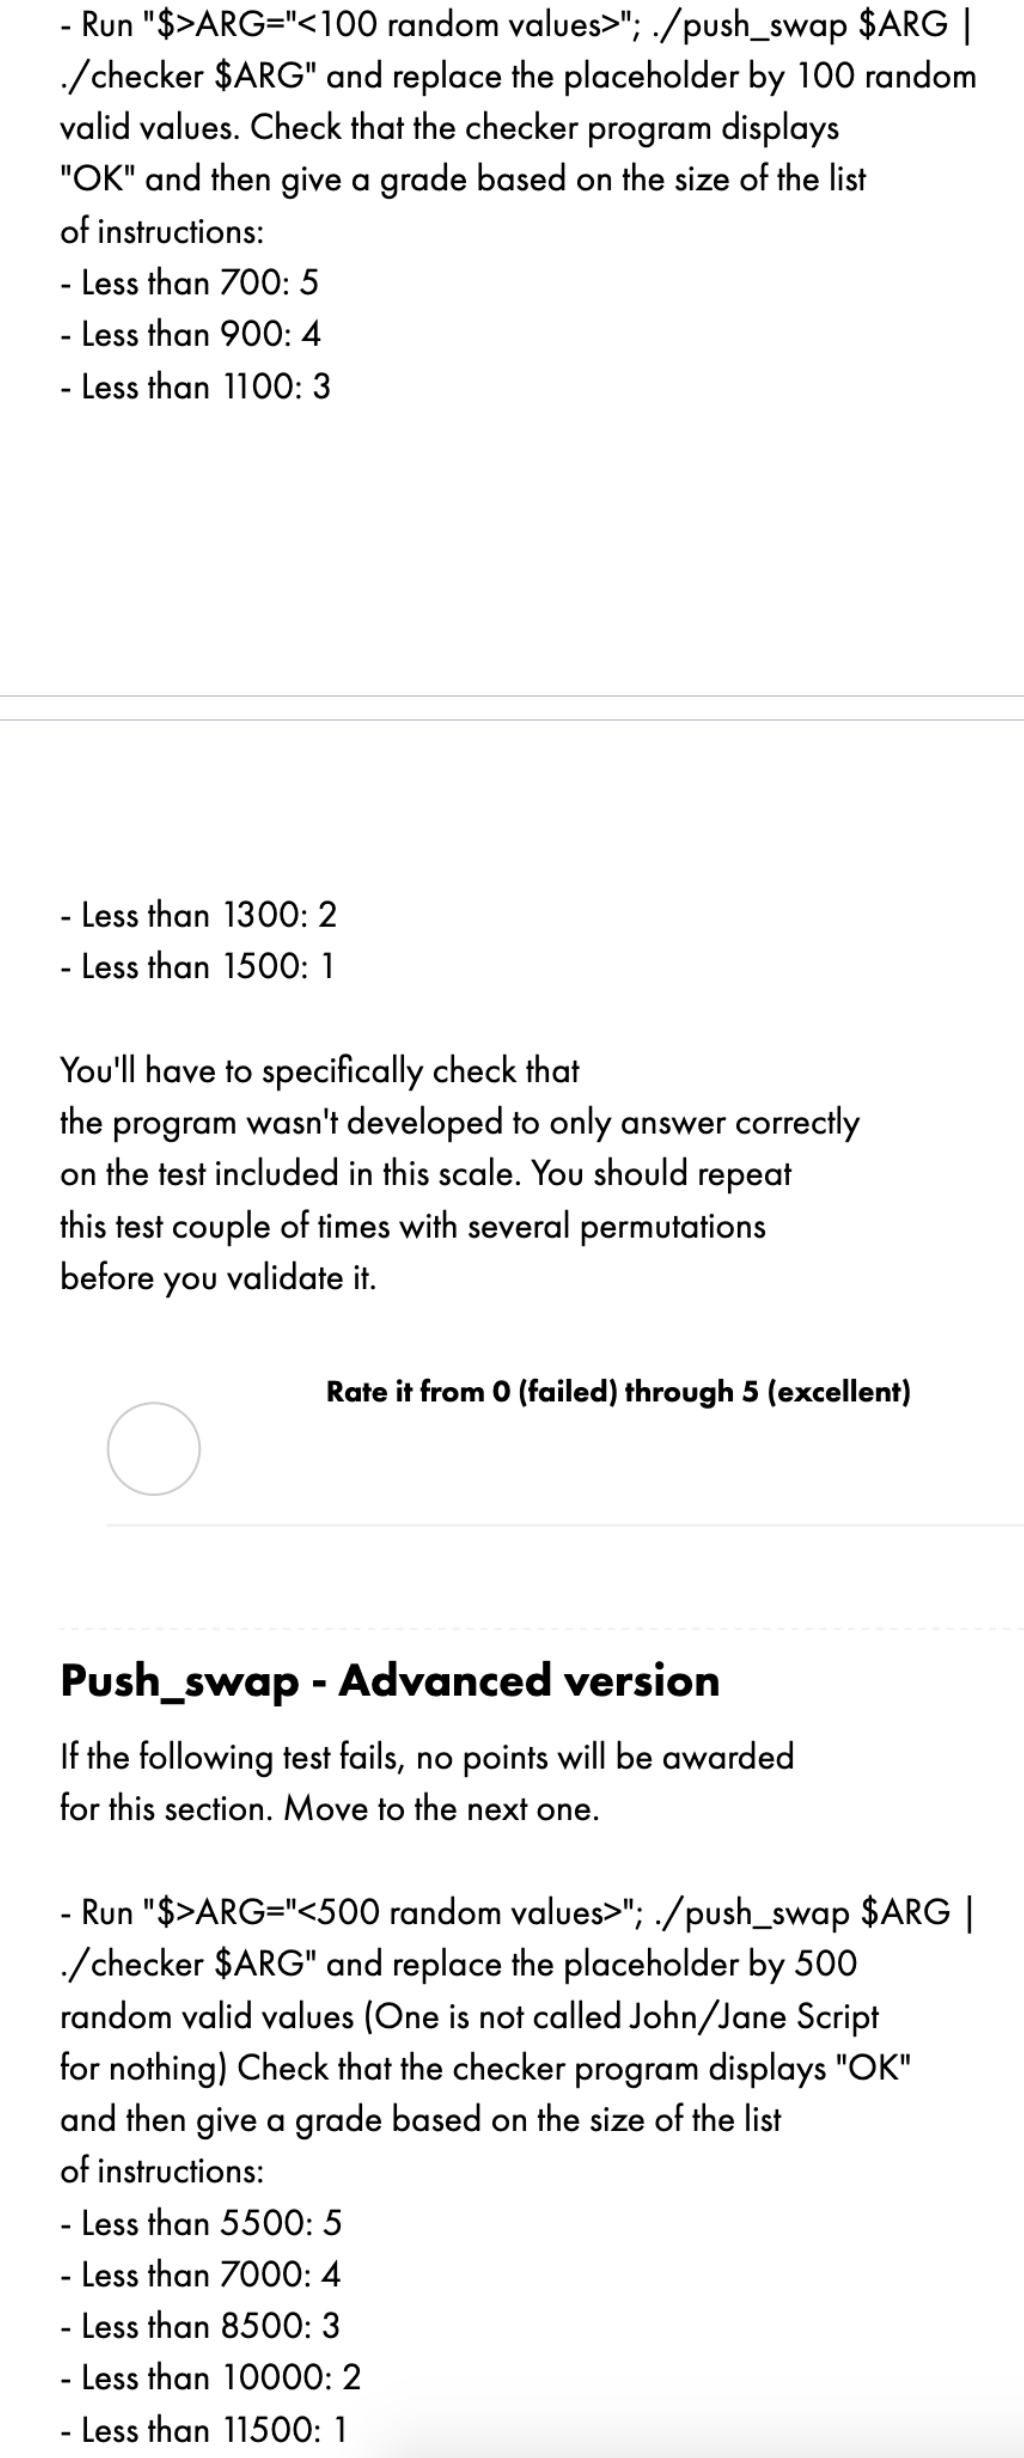 - Run "$>ARG="<100 random values>"; ./push_swap $ARG |
./checker $ARG" and replace the placeholder by 100 random
valid values. Check that the checker program displays
"OK" and then give a grade based on the size of the list
of instructions:
- Less than 700: 5
- Less than 900: 4
- Less than 1100: 3
- Less than 1300: 2
- Less than 1500: 1
You'll have to specifically check that
the program wasn't developed to only answer correctly
on the test included in this scale. You should repeat
this test couple of times with several permutations
before you validate it.
Rate it from 0 (failed) through 5 (excellent)
Push_swap - Advanced version
If the following test fails, no points will be awarded
for this section. Move to the next one.
- Run "$>ARG="<500 random values>"; ./push_swap $ARG |
./checker $ARG" and replace the placeholder by 500
random valid values (One is not called John/Jane Script
for nothing) Check that the checker program displays "OK"
and then give a grade based on the size of the list
of instructions:
- Less than 5500: 5
- Less than 7000: 4
- Less than 8500: 3
- Less than 10000: 2
- Less than 11500: 1